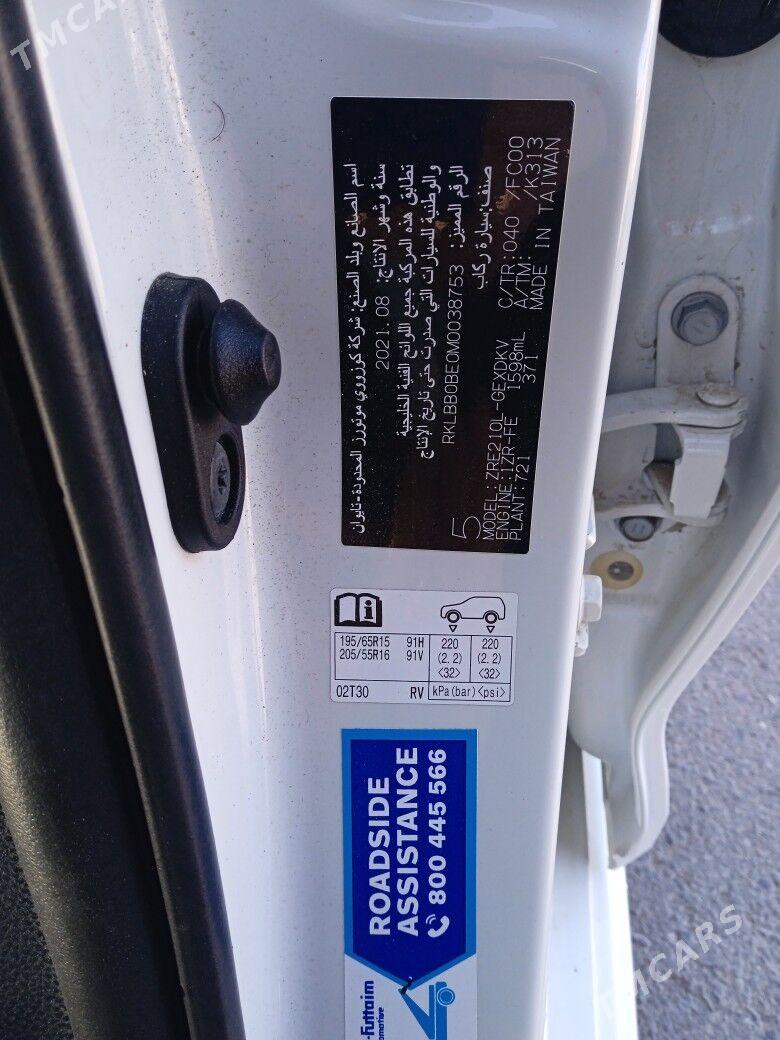 TMCARS
اسم الصانع وبلد الصنع: شركة كوزووي موتورز المحدودة-تايوان
سنة وشهر الانتاج: 2021. 08
تطابق هذه المركبة جميع اللوائح الفنية الخليجية
والوطنية للسيارات التي صدرت حتى تاريخ الإنتاج
الرقم المميز: RKLBB0BE0M0038753
صنف:سيارة ركاب
5
MODEL:ZRE210L-GEXDKV
ENGINE:1ZR-FE 1598mL
PLANT:721 371
C/TR:040 /FC00
A/TM: /K313
MADE IN TAIWAN
195/65R15 91H 220 220
205/55R16 91V (2.2) (2.2)
<32> <32>
02T30 RV kPa(bar)<psi>
ROADSIDE
ASSISTANCE
800 445 566
-Futtaim
omotive
TMCARS